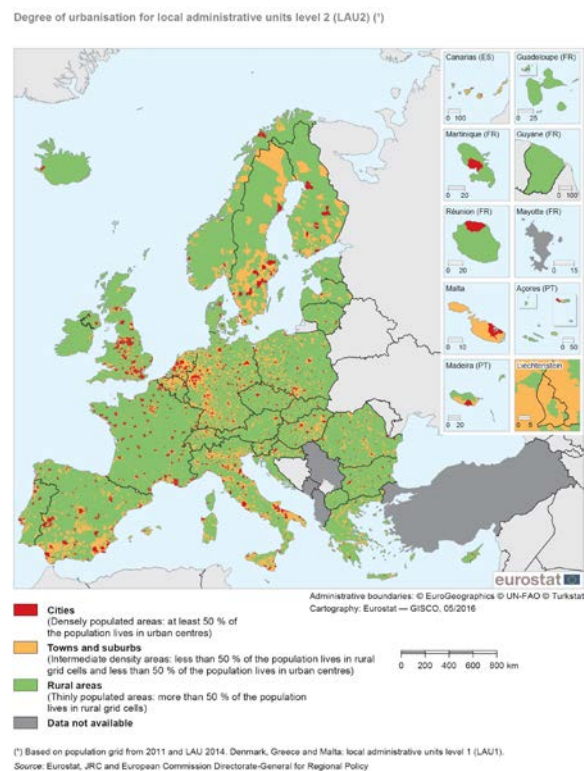 Degree of urbanisation for local administrative units level 2 (LAU2) (¹)
Canarias (ES)
0 100
Guadeloupe (FR)
0 25
Martinique (FR)
0 20
Guyane (FR)
0 100
Réunion (FR)
0 20
Mayotte (FR)
0 15
Malta
0 10
Açores (PT)
0 50
Madeira (PT)
0 20
Liechtenstein
0 5
eurostat
Administrative boundaries: © EuroGeographics © UN-FAO © Turkstat
Cartography: Eurostat — GISCO, 05/2016
Cities
(Densely populated areas: at least 50 % of
the population lives in urban centres)
Towns and suburbs
(Intermediate density areas: less than 50 % of the population lives in rural
grid cells and less than 50 % of the population lives in urban centres)
Rural areas
(Thinly populated areas: more than 50 % of the population
lives in rural grid cells)
Data not available
0 200 400 600 800 km
(¹) Based on population grid from 2011 and LAU 2014. Denmark, Greece and Malta: local administrative units level 1 (LAU1).
Source: Eurostat, JRC and European Commission Directorate-General for Regional Policy